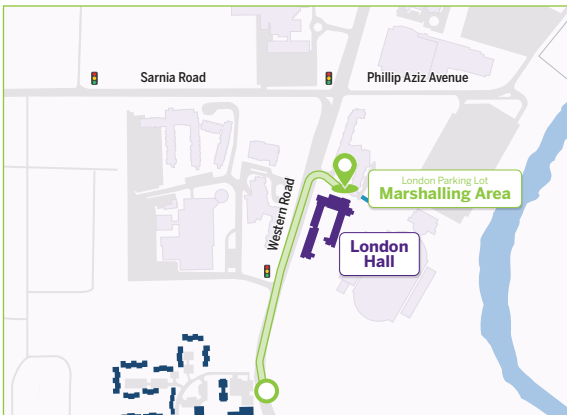 Sarnia Road
Phillip Aziz Avenue
London Parking Lot
Marshalling Area
Western Road
London
Hall